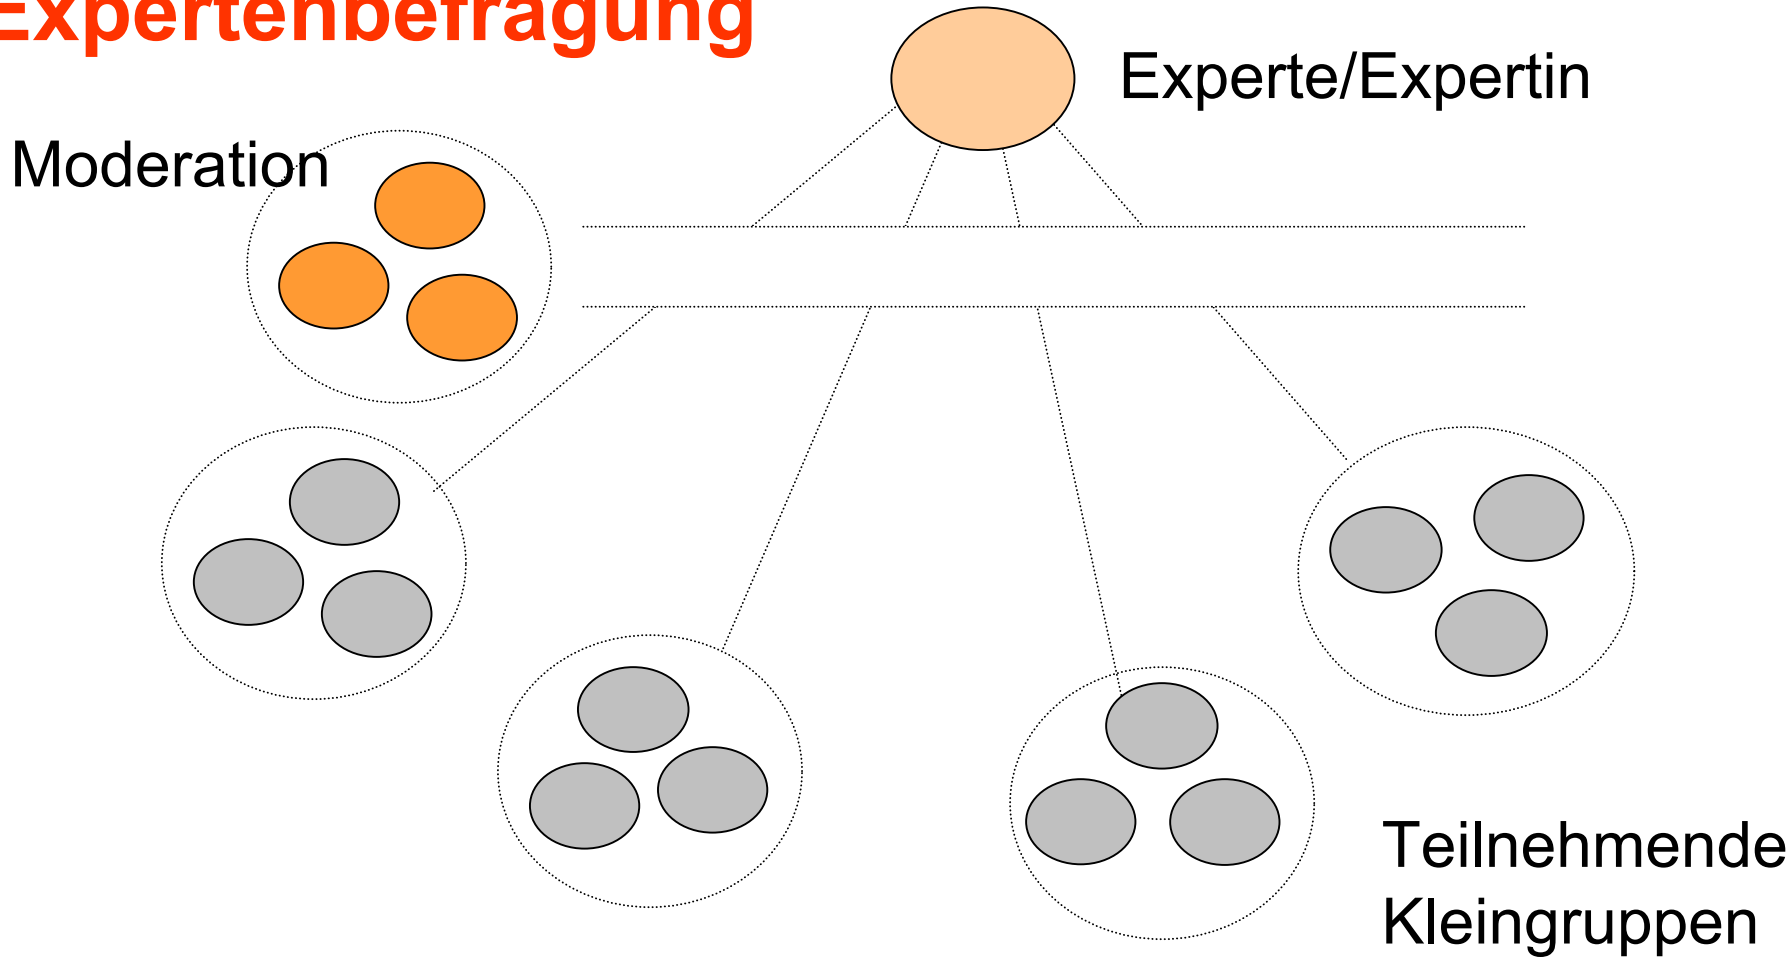 Expertenbefragung
Experte/Expertin
Moderation
Teilnehmende
Kleingruppen